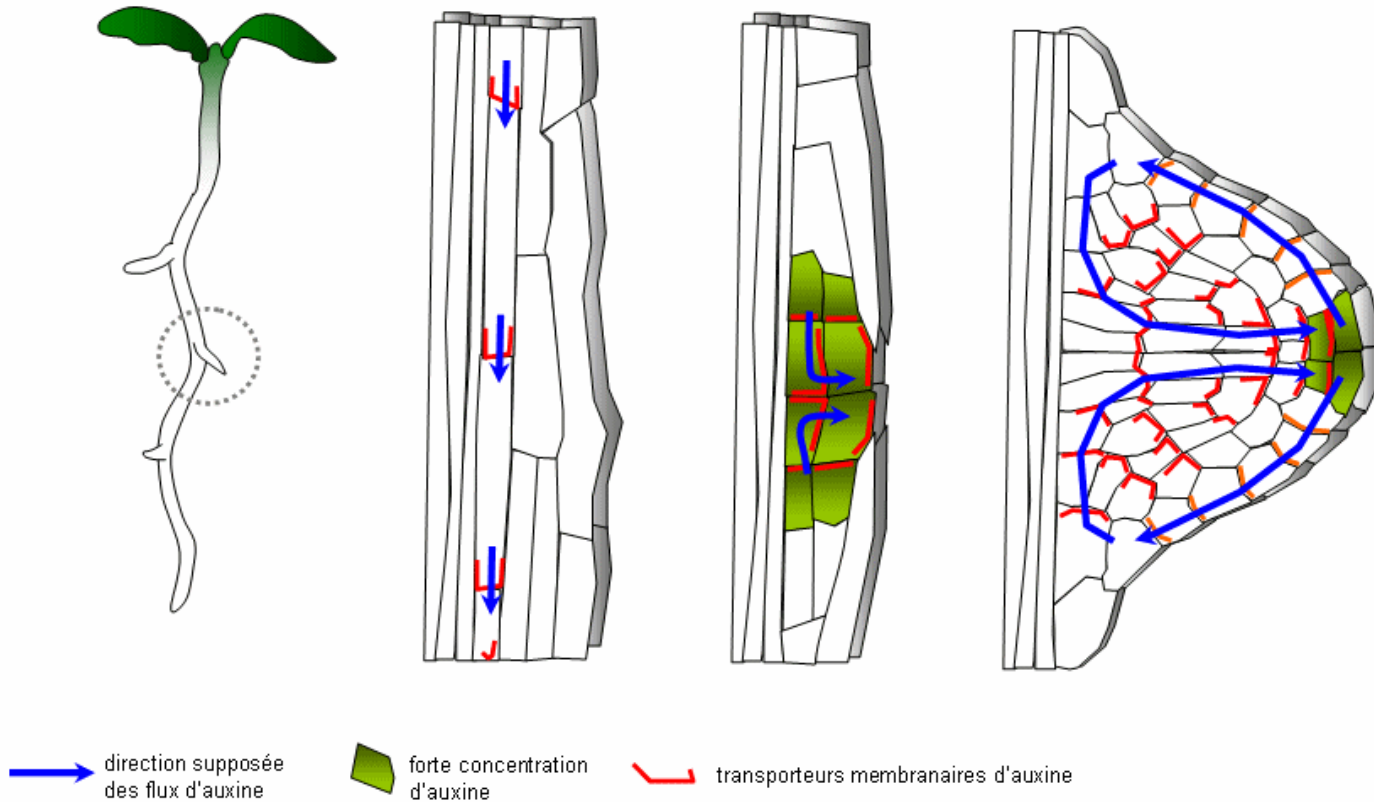 direction supposée
des flux d'auxine
forte concentration
d'auxine
transporteurs membranaires d'auxine